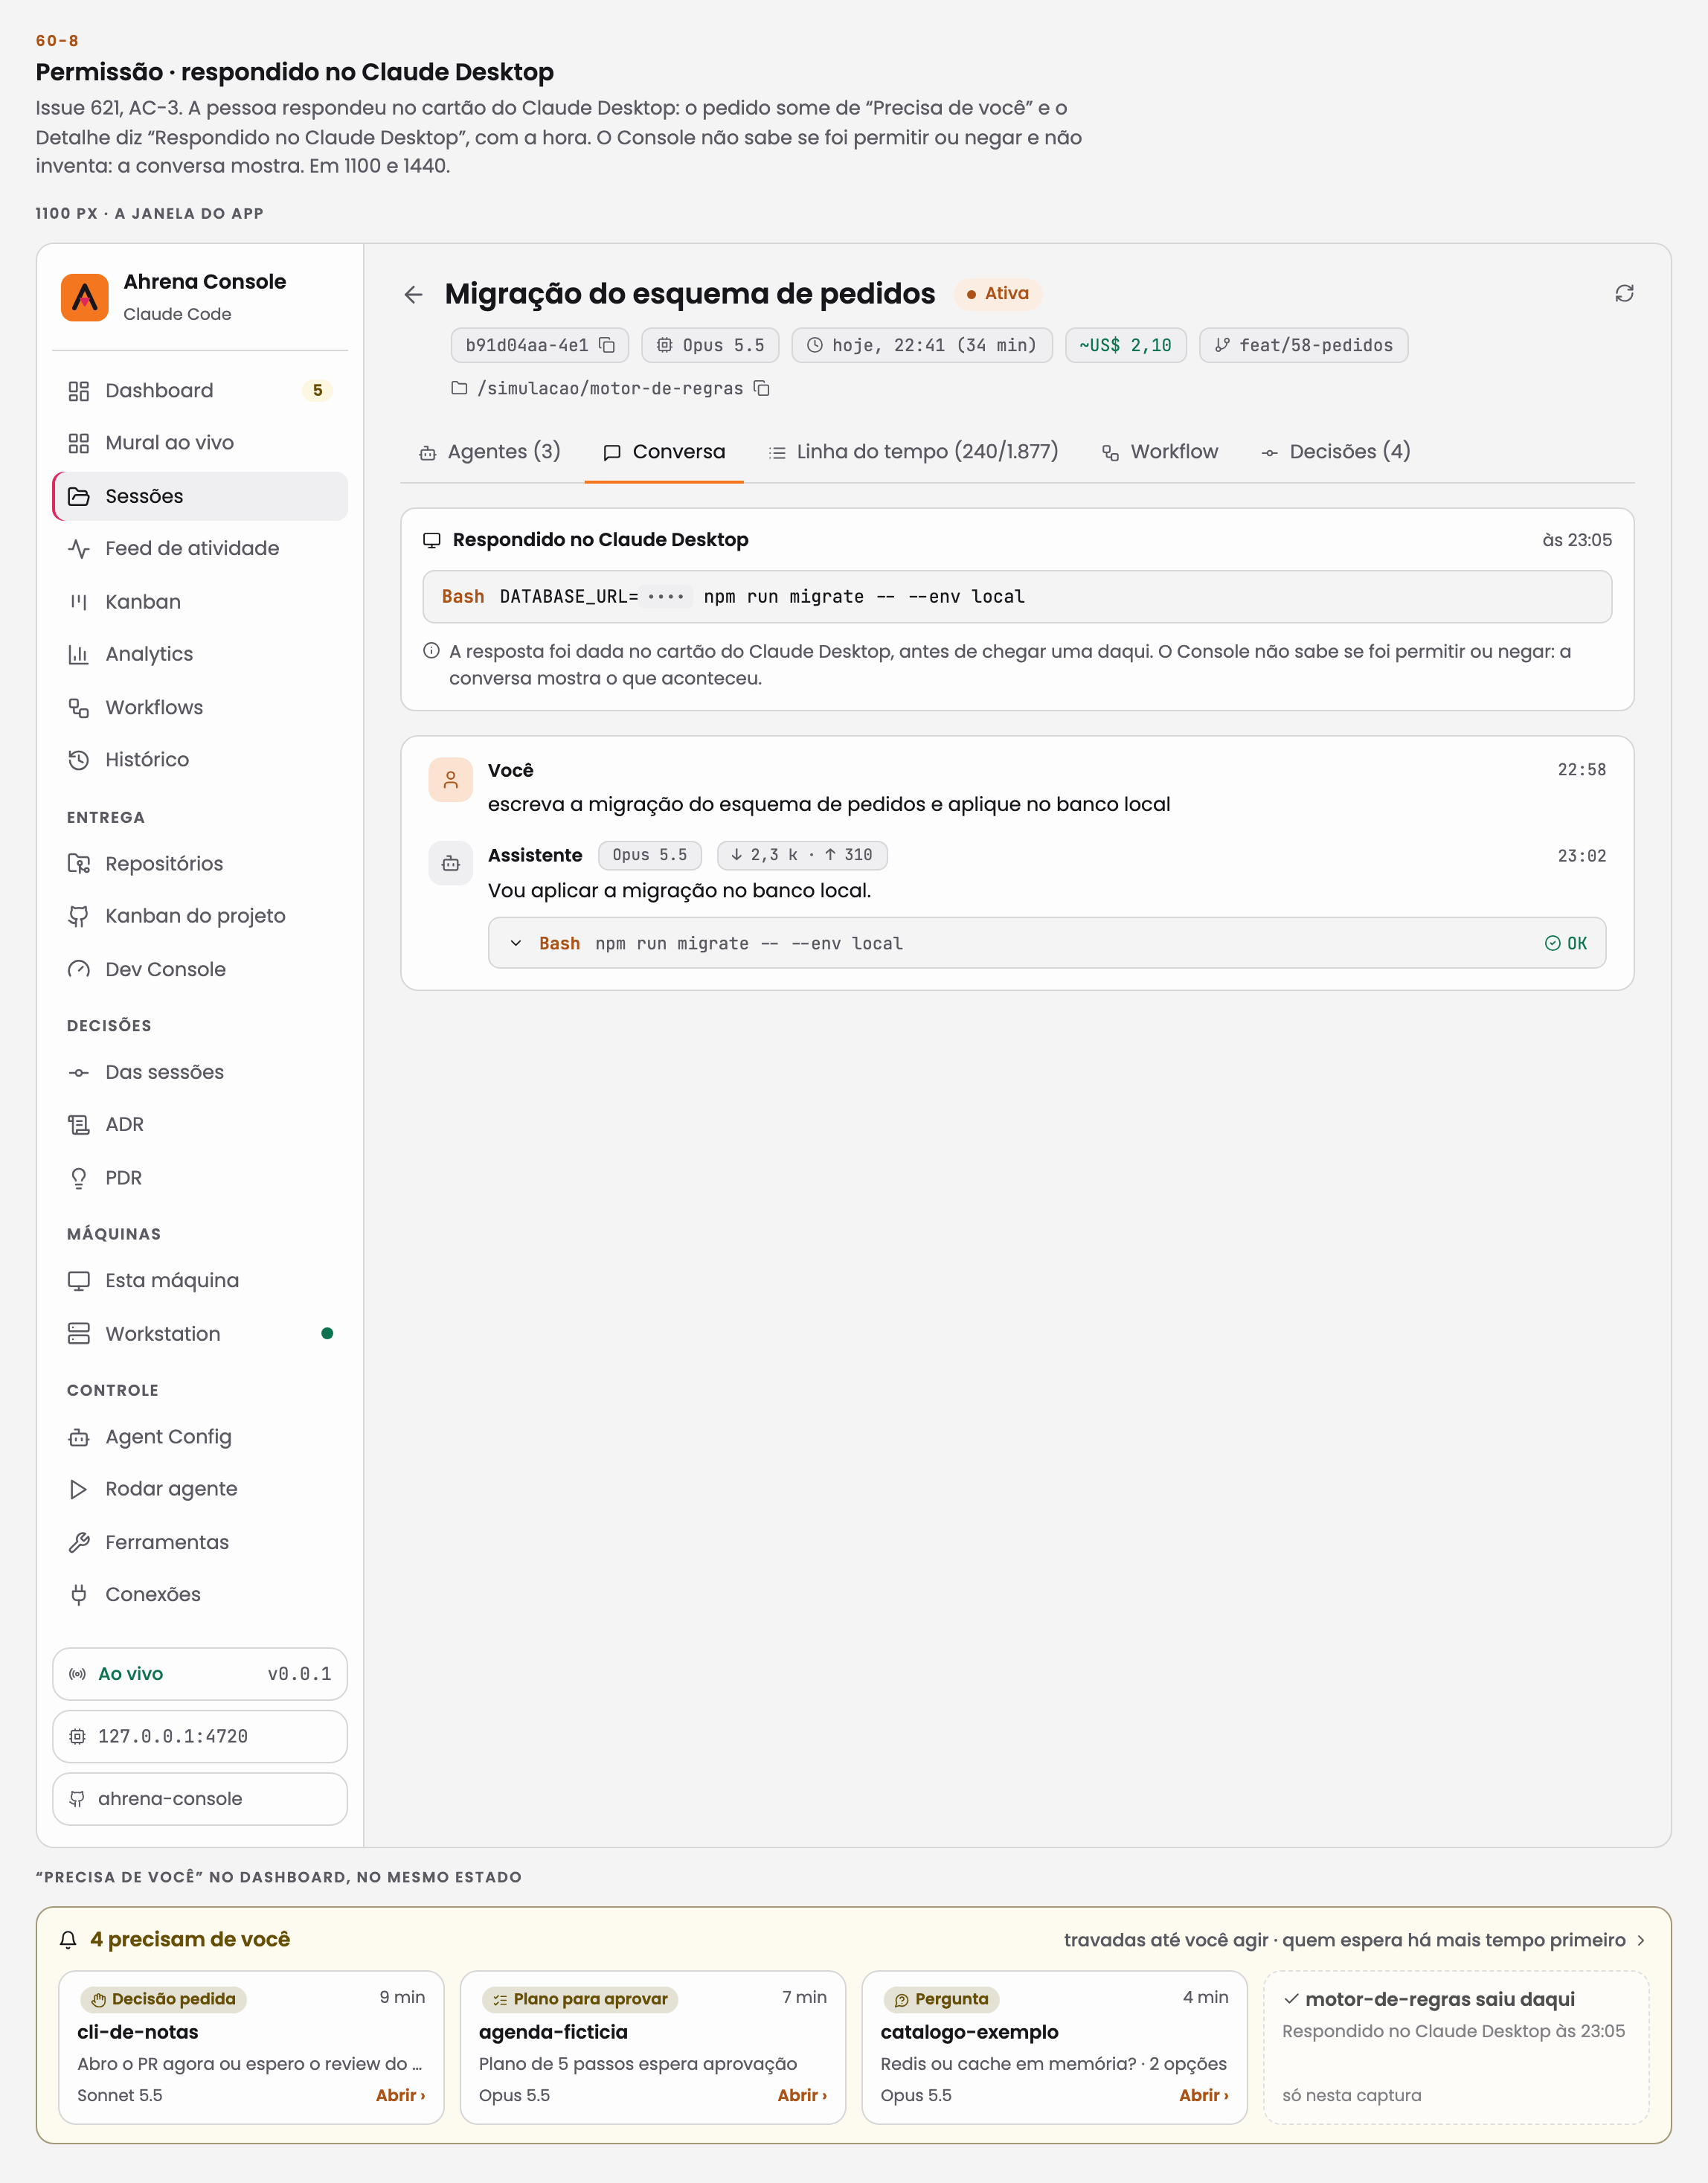 60-8
Permissão · respondido no Claude Desktop
Issue 621, AC-3. A pessoa respondeu no cartão do Claude Desktop: o pedido some de “Precisa de você” e o
Detalhe diz “Respondido no Claude Desktop”, com a hora. O Console não sabe se foi permitir ou negar e não
inventa: a conversa mostra. Em 1100 e 1440.
1100 PX · A JANELA DO APP
Ahrena Console
Claude Code
Dashboard 5
Mural ao vivo
Sessões
Feed de atividade
Kanban
Analytics
Workflows
Histórico
ENTREGA
Repositórios
Kanban do projeto
Dev Console
DECISÕES
Das sessões
ADR
PDR
MÁQUINAS
Esta máquina
Workstation
CONTROLE
Agent Config
Rodar agente
Ferramentas
Conexões
Ao vivo v0.0.1
127.0.0.1:4720
ahrena-console
Migração do esquema de pedidos Ativa
b91d04aa-4e1 Opus 5.5 hoje, 22:41 (34 min) ~US$ 2,10 feat/58-pedidos
/simulacao/motor-de-regras
Agentes (3) Conversa Linha do tempo (240/1.877) Workflow Decisões (4)
Respondido no Claude Desktop às 23:05
Bash DATABASE_URL=•••• npm run migrate -- --env local
A resposta foi dada no cartão do Claude Desktop, antes de chegar uma daqui. O Console não sabe se foi permitir ou negar: a
conversa mostra o que aconteceu.
Você 22:58
escreva a migração do esquema de pedidos e aplique no banco local
Assistente Opus 5.5 ↓ 2,3 k · ↑ 310 23:02
Vou aplicar a migração no banco local.
Bash npm run migrate -- --env local OK
“PRECISA DE VOCÊ” NO DASHBOARD, NO MESMO ESTADO
4 precisam de você travadas até você agir · quem espera há mais tempo primeiro ›
Decisão pedida 9 min
cli-de-notas
Abro o PR agora ou espero o review do …
Sonnet 5.5 Abrir ›
Plano para aprovar 7 min
agenda-ficticia
Plano de 5 passos espera aprovação
Opus 5.5 Abrir ›
Pergunta 4 min
catalogo-exemplo
Redis ou cache em memória? · 2 opções
Opus 5.5 Abrir ›
✓ motor-de-regras saiu daqui
Respondido no Claude Desktop às 23:05
só nesta captura